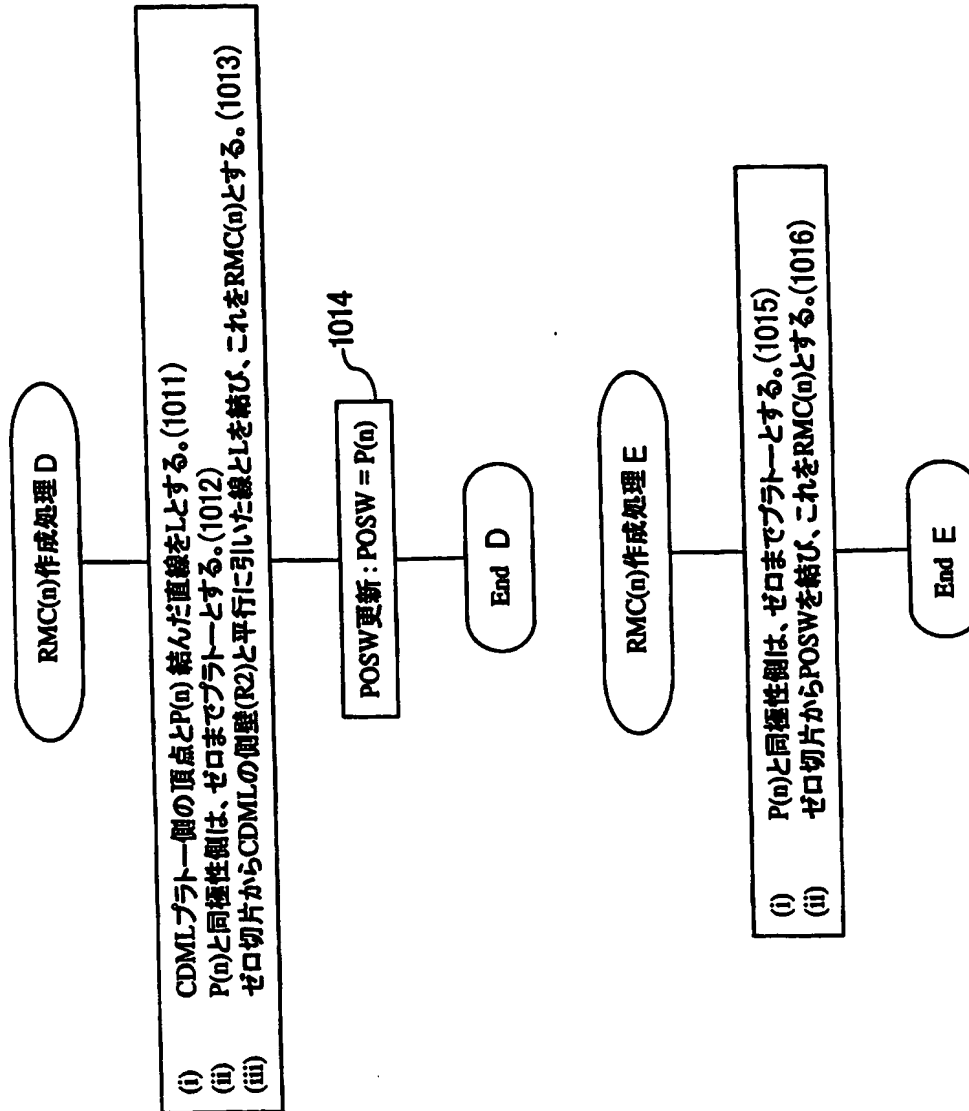 RMC(n)作成処理 D
(i) CDMLプラトー側の頂点とP(n) 結んだ直線をLとする。(1011)
(ii) P(n)と同極性側は、ゼロまでプラトーとする。(1012)
(iii) ゼロ切片からCDMLの側壁(R2)と平行に引いた線とLを結び、これをRMC(n)とする。(1013)
1014
POSW更新 : POSW = P(n)
End D
RMC(n)作成処理 E
(i) P(n)と同極性側は、ゼロまでプラトーとする。(1015)
(ii) ゼロ切片からPOSWを結び、これをRMC(n)とする。(1016)
End E